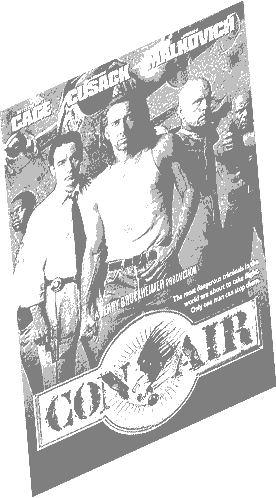 CAGE CUSACK MALKOVICH
A JERRY BRUCKHEIMER PRODUCTION
The most dangerous criminals in the
world are about to take flight.
Only one man can stop them.
CON AIR